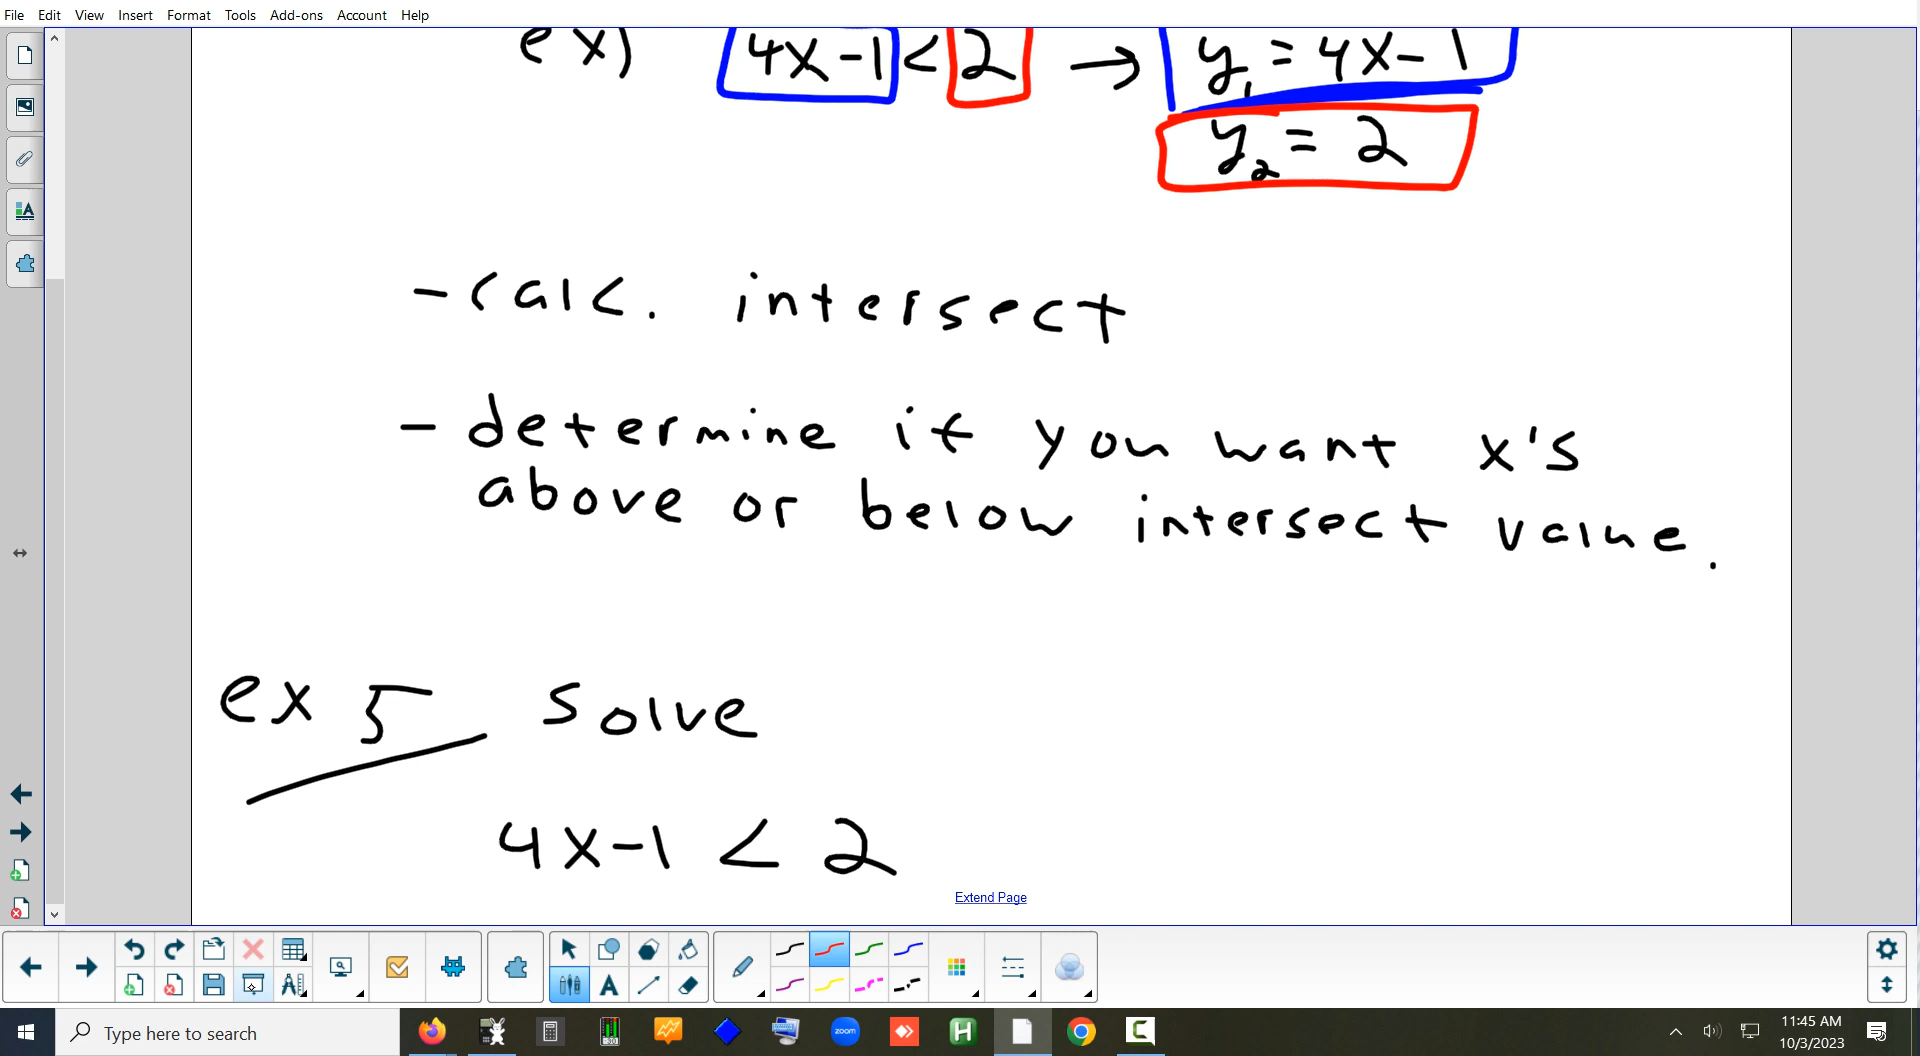 File Edit View Insert Format Tools Add-ons Account Help
ex) 4x-1 < 2 → y₁ = 4x-1
y₂ = 2
- calc. intersect
- determine if you want x's
above or below intersect value.
ex 5 solve
4x-1 < 2
Extend Page
Type here to search
zoom
11:45 AM
10/3/2023